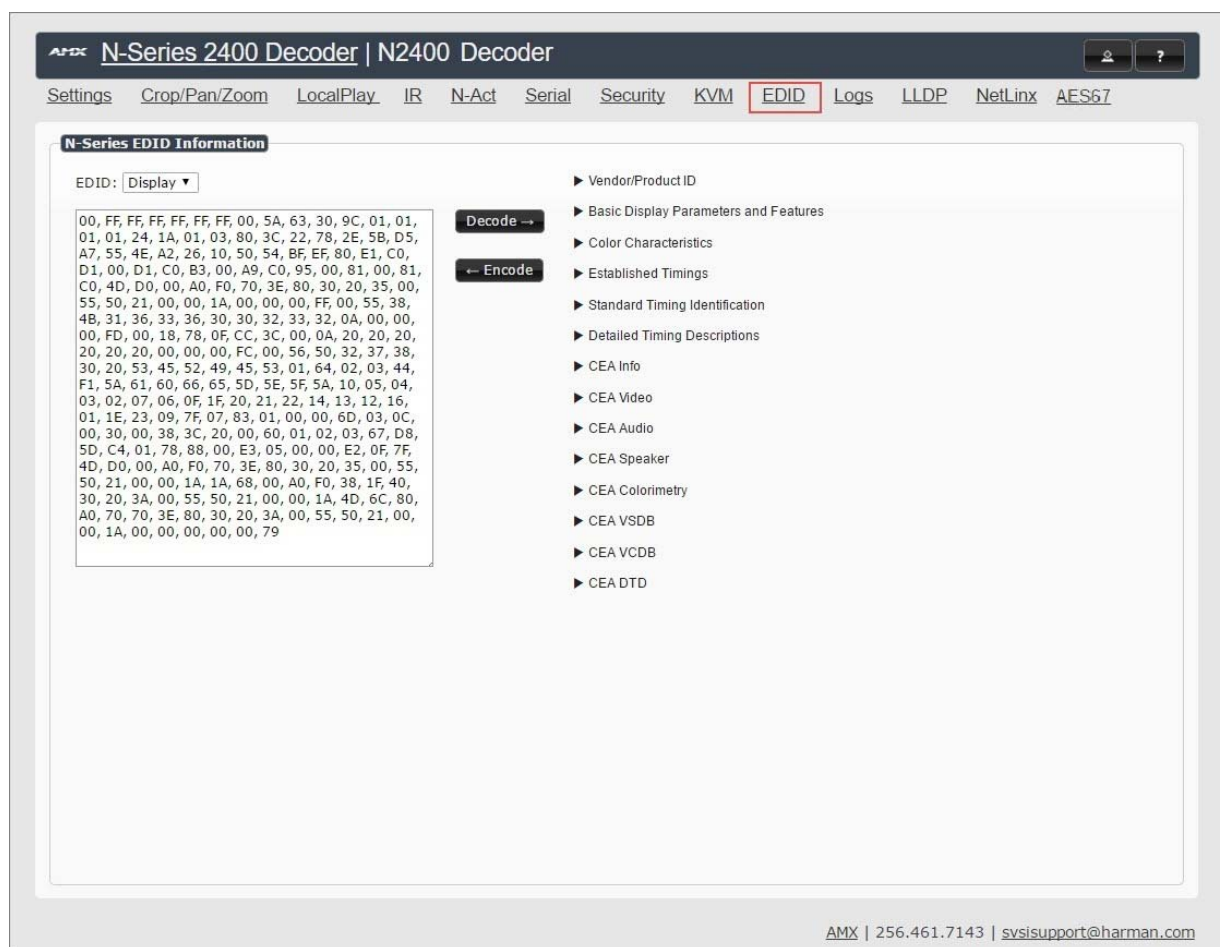 AMX N-Series 2400 Decoder | N2400 Decoder ?
Settings Crop/Pan/Zoom LocalPlay IR N-Act Serial Security KVM EDID Logs LLDP NetLinx AES67
N-Series EDID Information
EDID: Display ▼
00, FF, FF, FF, FF, FF, FF, 00, 5A, 63, 30, 9C, 01, 01,
01, 01, 24, 1A, 01, 03, 80, 3C, 22, 78, 2E, 5B, D5,
A7, 55, 4E, A2, 26, 10, 50, 54, BF, EF, 80, E1, C0,
D1, 00, D1, C0, B3, 00, A9, C0, 95, 00, 81, 00, 81,
C0, 4D, D0, 00, A0, F0, 70, 3E, 80, 30, 20, 35, 00,
55, 50, 21, 00, 00, 1A, 00, 00, 00, FF, 00, 55, 38,
4B, 31, 36, 33, 36, 30, 30, 32, 33, 32, 0A, 00, 00,
00, FD, 00, 18, 78, 0F, CC, 3C, 00, 0A, 20, 20, 20,
20, 20, 20, 00, 00, 00, FC, 00, 56, 50, 32, 37, 38,
30, 20, 53, 45, 52, 49, 45, 53, 01, 64, 02, 03, 44,
F1, 5A, 61, 60, 66, 65, 5D, 5E, 5F, 5A, 10, 05, 04,
03, 02, 07, 06, 0F, 1F, 20, 21, 22, 14, 13, 12, 16,
01, 1E, 23, 09, 7F, 07, 83, 01, 00, 00, 6D, 03, 0C,
00, 30, 00, 38, 3C, 20, 00, 60, 01, 02, 03, 67, D8,
5D, C4, 01, 78, 88, 00, E3, 05, 00, 00, E2, 0F, 7F,
4D, D0, 00, A0, F0, 70, 3E, 80, 30, 20, 35, 00, 55,
50, 21, 00, 00, 1A, 1A, 68, 00, A0, F0, 38, 1F, 40,
30, 20, 3A, 00, 55, 50, 21, 00, 00, 1A, 4D, 6C, 80,
A0, 70, 70, 3E, 80, 30, 20, 3A, 00, 55, 50, 21, 00,
00, 1A, 00, 00, 00, 00, 00, 79
Decode →
← Encode
▶ Vendor/Product ID
▶ Basic Display Parameters and Features
▶ Color Characteristics
▶ Established Timings
▶ Standard Timing Identification
▶ Detailed Timing Descriptions
▶ CEA Info
▶ CEA Video
▶ CEA Audio
▶ CEA Speaker
▶ CEA Colorimetry
▶ CEA VSDB
▶ CEA VCDB
▶ CEA DTD
AMX | 256.461.7143 | svsisupport@harman.com